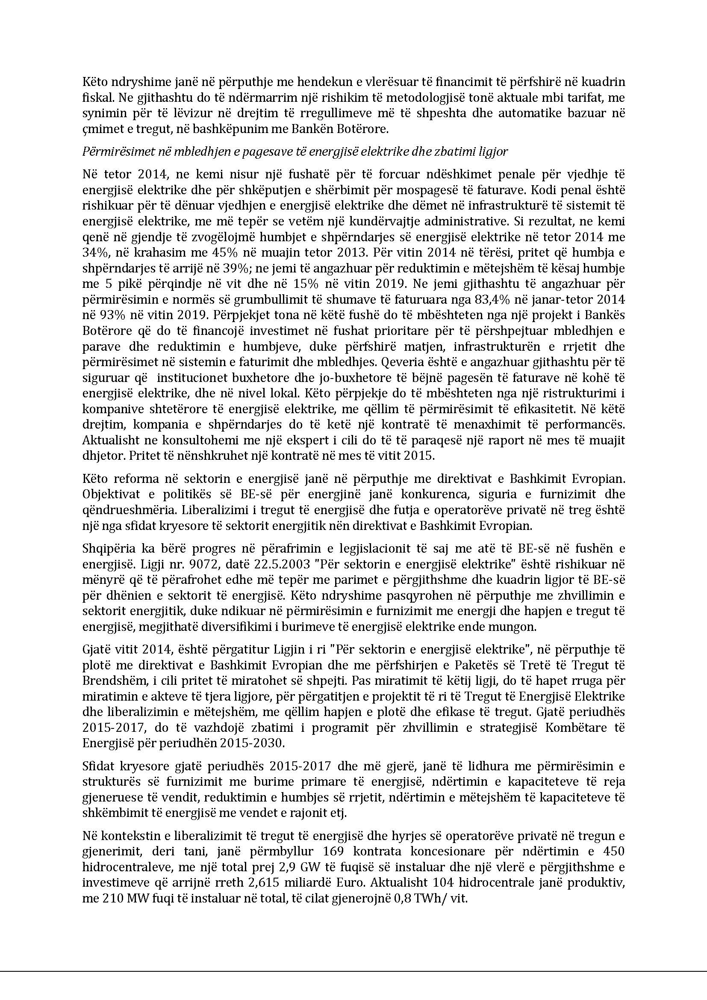 Këto ndryshime janë në përputhje me hendekun e vlerësuar të financimit të përfshirë në kuadrin
fiskal. Ne gjithashtu do të ndërmarrim një rishikim të metodologjisë tonë aktuale mbi tarifat, me
synimin për të lëvizur në drejtim të rregullimeve më të shpeshta dhe automatike bazuar në
çmimet e tregut, në bashkëpunim me Bankën Botërore.
Përmirësimet në mbledhjen e pagesave të energjisë elektrike dhe zbatimi ligjor
Në tetor 2014, ne kemi nisur një fushatë për të forcuar ndëshkimet penale për vjedhje të
energjisë elektrike dhe për shkëputjen e shërbimit për mospagesë të faturave. Kodi penal është
rishikuar për të dënuar vjedhjen e energjisë elektrike dhe dëmet në infrastrukturë të sistemit të
energjisë elektrike, me më tepër se vetëm një kundërvajtje administrative. Si rezultat, ne kemi
qenë në gjendje të zvogëlojmë humbjet e shpërndarjes së energjisë elektrike në tetor 2014 me
34%, në krahasim me 45% në muajin tetor 2013. Për vitin 2014 në tërësi, pritet që humbja e
shpërndarjes të arrijë në 39%; ne jemi të angazhuar për reduktimin e mëtejshëm të kësaj humbje
me 5 pikë përqindje në vit dhe në 15% në vitin 2019. Ne jemi gjithashtu të angazhuar për
përmirësimin e normës së grumbullimit të shumave të faturuara nga 83,4% në janar-tetor 2014
në 93% në vitin 2019. Përpjekjet tona në këtë fushë do të mbështeten nga një projekt i Bankës
Botërore që do të financojë investimet në fushat prioritare për të përshpejtuar mbledhjen e
parave dhe reduktimin e humbjeve, duke përfshirë matjen, infrastrukturën e rrjetit dhe
përmirësimet në sistemin e faturimit dhe mbledhjes. Qeveria është e angazhuar gjithashtu për të
siguruar që  institucionet buxhetore dhe jo-buxhetore të bëjnë pagesën të faturave në kohë të
energjisë elektrike, dhe në nivel lokal. Këto përpjekje do të mbështeten nga një ristrukturimi i
kompanive shtetërore të energjisë elektrike, me qëllim të përmirësimit të efikasitetit. Në këtë
drejtim, kompania e shpërndarjes do të ketë një kontratë të menaxhimit të performancës.
Aktualisht ne konsultohemi me një ekspert i cili do të të paraqesë një raport në mes të muajit
dhjetor. Pritet të nënshkruhet një kontratë në mes të vitit 2015.
Këto reforma në sektorin e energjisë janë në përputhje me direktivat e Bashkimit Evropian.
Objektivat e politikës së BE-së për energjinë janë konkurenca, siguria e furnizimit dhe
qëndrueshmëria. Liberalizimi i tregut të energjisë dhe futja e operatorëve privatë në treg është
një nga sfidat kryesore të sektorit energjitik nën direktivat e Bashkimit Evropian.
Shqipëria ka bërë progres në përafrimin e legjislacionit të saj me atë të BE-së në fushën e
energjisë. Ligji nr. 9072, datë 22.5.2003 "Për sektorin e energjisë elektrike" është rishikuar në
mënyrë që të përafrohet edhe më tepër me parimet e përgjithshme dhe kuadrin ligjor të BE-së
për dhënien e sektorit të energjisë. Këto ndryshime pasqyrohen në përputhje me zhvillimin e
sektorit energjitik, duke ndikuar në përmirësimin e furnizimit me energji dhe hapjen e tregut të
energjisë, megjithatë diversifikimi i burimeve të energjisë elektrike ende mungon.
Gjatë vitit 2014, është përgatitur Ligjin i ri "Për sektorin e energjisë elektrike", në përputhje të
plotë me direktivat e Bashkimit Evropian dhe me përfshirjen e Paketës së Tretë të Tregut të
Brendshëm, i cili pritet të miratohet së shpejti. Pas miratimit të këtij ligji, do të hapet rruga për
miratimin e akteve të tjera ligjore, për përgatitjen e projektit të ri të Tregut të Energjisë Elektrike
dhe liberalizimin e mëtejshëm, me qëllim hapjen e plotë dhe efikase të tregut. Gjatë periudhës
2015-2017, do të vazhdojë zbatimi i programit për zhvillimin e strategjisë Kombëtare të
Energjisë për periudhën 2015-2030.
Sfidat kryesore gjatë periudhës 2015-2017 dhe më gjerë, janë të lidhura me përmirësimin e
strukturës së furnizimit me burime primare të energjisë, ndërtimin e kapaciteteve të reja
gjeneruese të vendit, reduktimin e humbjes së rrjetit, ndërtimin e mëtejshëm të kapaciteteve të
shkëmbimit të energjisë me vendet e rajonit etj.
Në kontekstin e liberalizimit të tregut të energjisë dhe hyrjes së operatorëve privatë në tregun e
gjenerimit, deri tani, janë përmbyllur 169 kontrata koncesionare për ndërtimin e 450
hidrocentraleve, me një total prej 2,9 GW të fuqisë së instaluar dhe një vlerë e përgjithshme e
investimeve që arrijnë rreth 2,615 miliardë Euro. Aktualisht 104 hidrocentrale janë produktiv,
me 210 MW fuqi të instaluar në total, të cilat gjenerojnë 0,8 TWh/ vit.